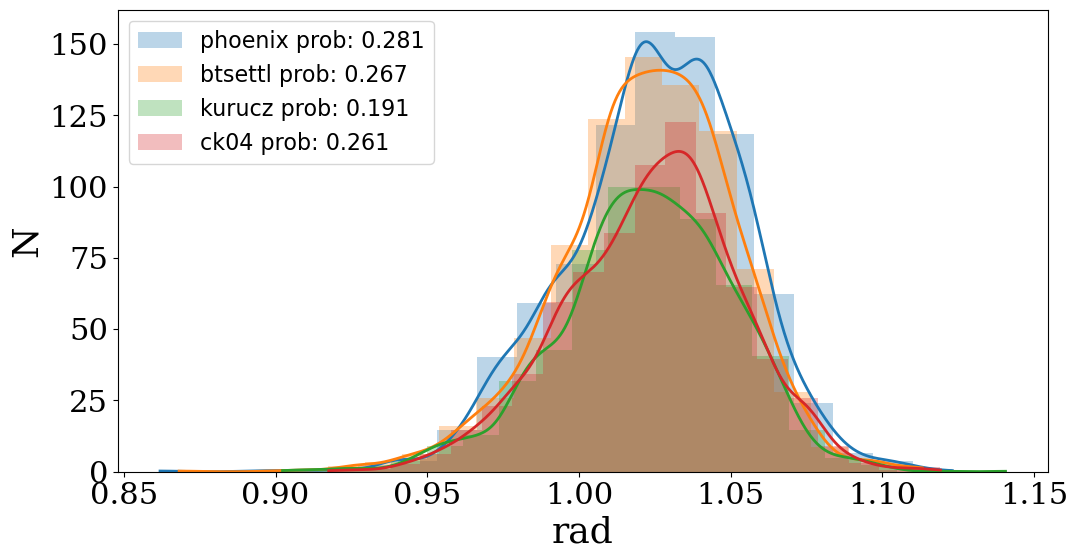 phoenix prob: 0.281
btsettl prob: 0.267
kurucz prob: 0.191
ck04 prob: 0.261
150
125
100
75
50
25
0
N
0.85 0.90 0.95 1.00 1.05 1.10 1.15
rad